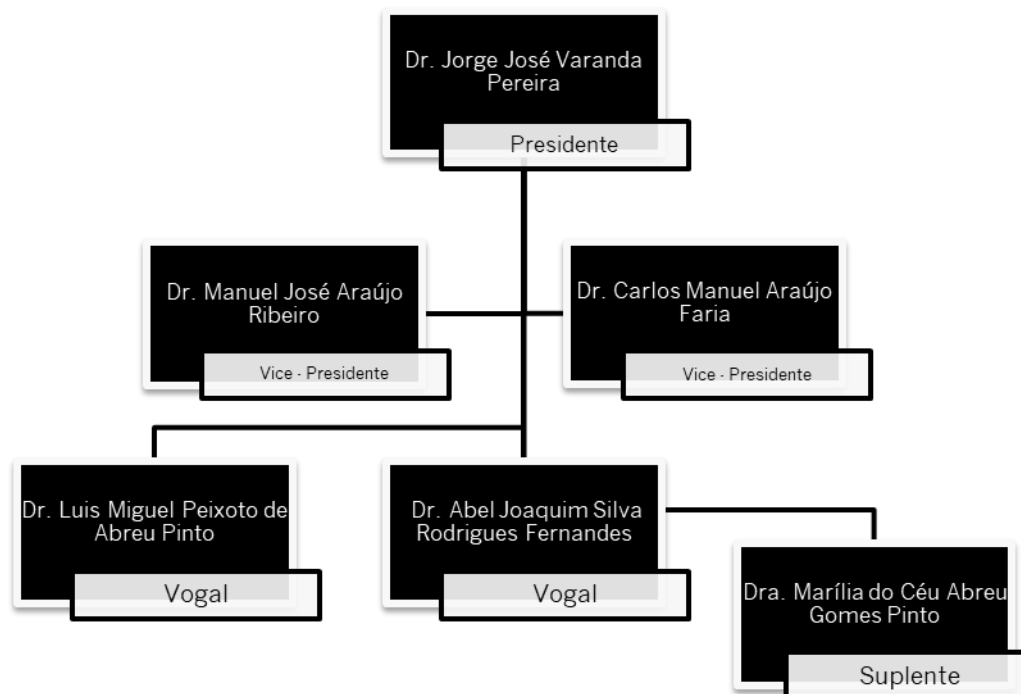 Dr. Jorge José Varanda
Pereira
Presidente
Dr. Manuel José Araújo
Ribeiro
Vice - Presidente
Dr. Carlos Manuel Araújo
Faria
Vice - Presidente
Dr. Luis Miguel Peixoto de
Abreu Pinto
Vogal
Dr. Abel Joaquim Silva
Rodrigues Fernandes
Vogal
Dra. Marília do Céu Abreu
Gomes Pinto
Suplente